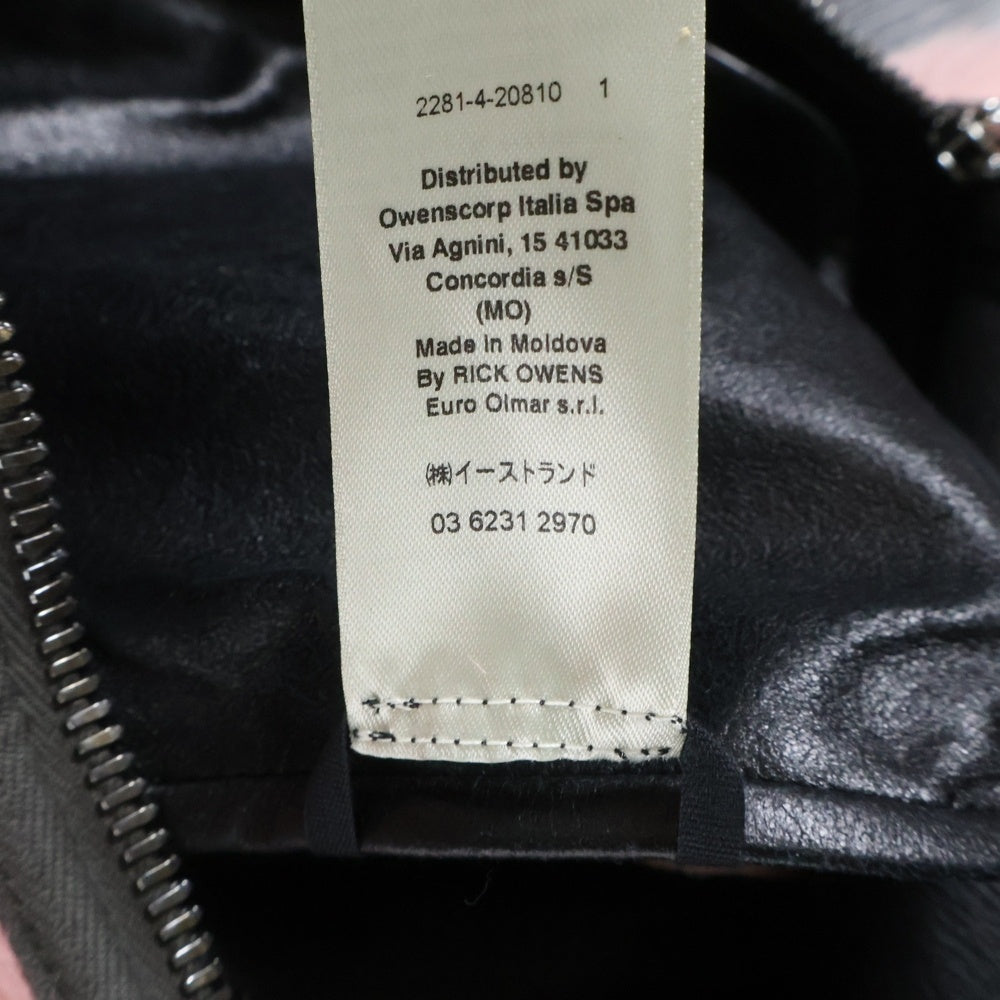 2281-4-20810 1
Distributed by
Owenscorp Italia Spa
Via Agnini, 15 41033
Concordia s/S
(MO)
Made in Moldova
By RICK OWENS
Euro Olmar s.r.l.
㈱イーストランド
03 6231 2970